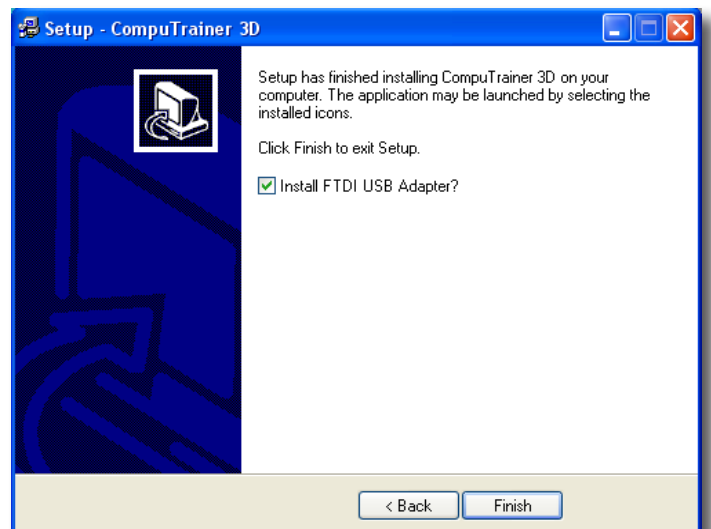 Setup - CompuTrainer 3D
Setup has finished installing CompuTrainer 3D on your
computer. The application may be launched by selecting the
installed icons.
Click Finish to exit Setup.
Install FTDI USB Adapter?
< Back
Finish